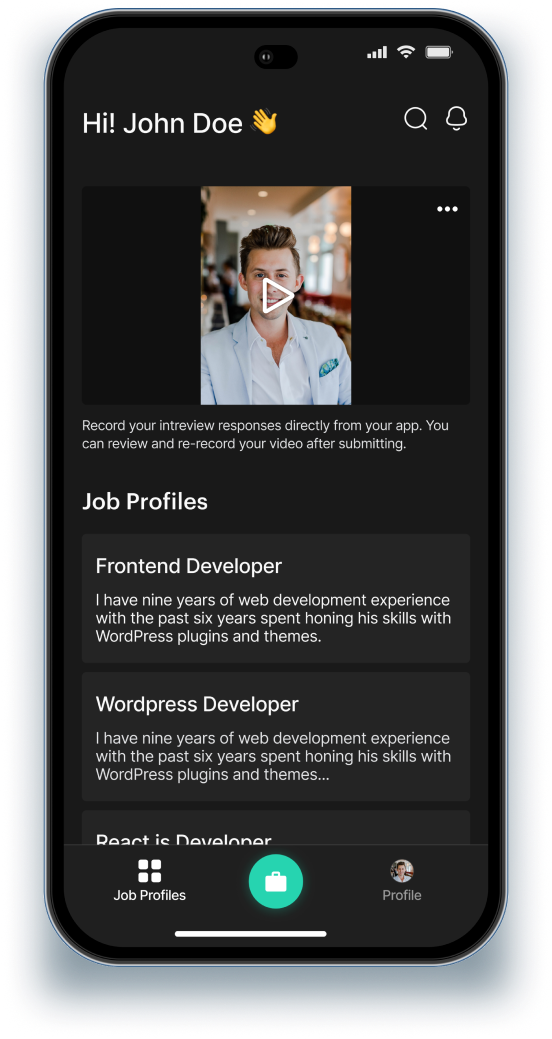 Hi! John Doe 👋
Record your intreview responses directly from your app. You
can review and re-record your video after submitting.
Job Profiles
Frontend Developer
I have nine years of web development experience
with the past six years spent honing his skills with
WordPress plugins and themes.
Wordpress Developer
I have nine years of web development experience
with the past six years spent honing his skills with
WordPress plugins and themes...
React js Developer
Job Profiles
Profile